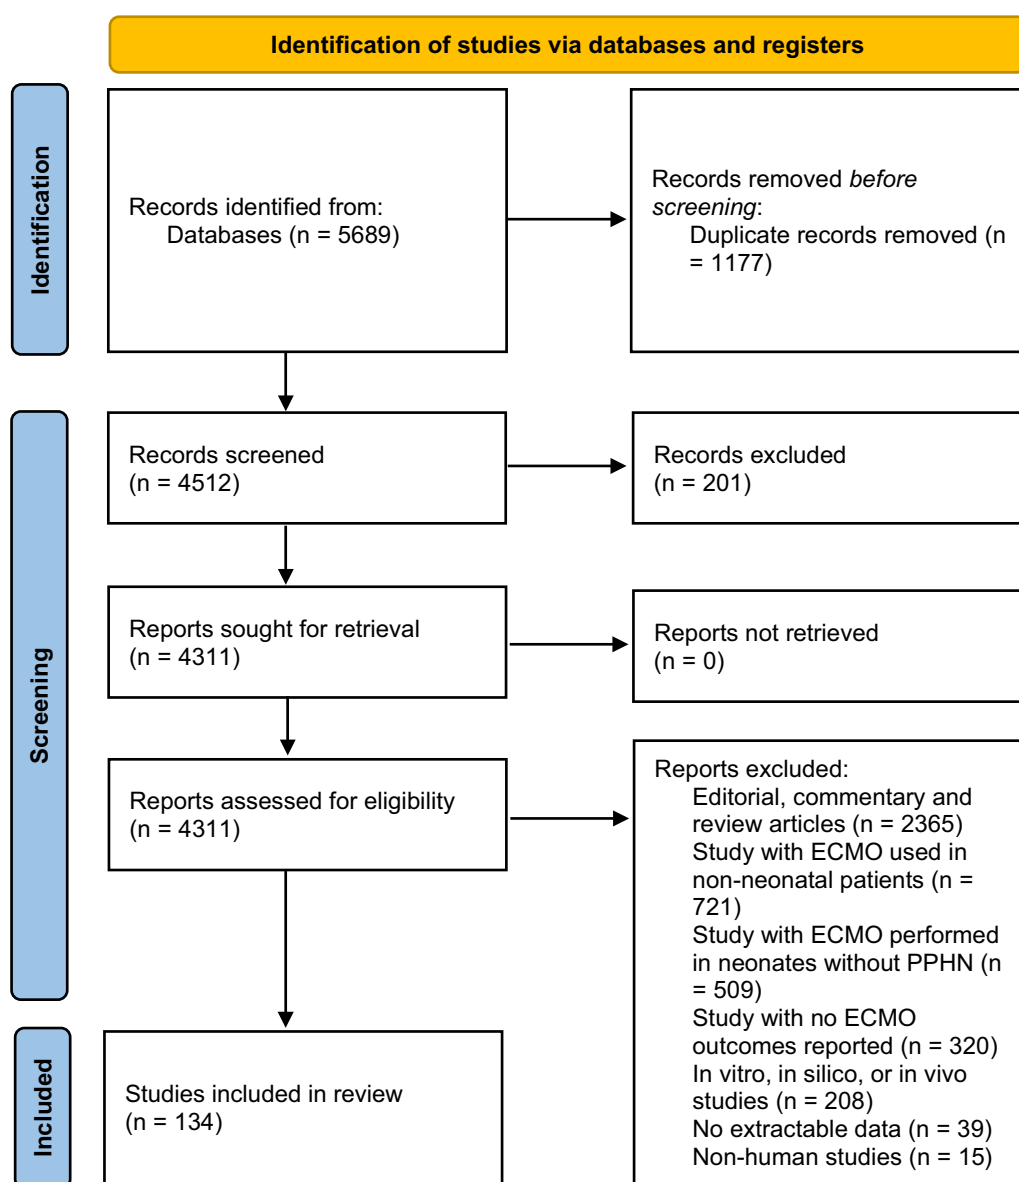 Identification of studies via databases and registers
Identification
Records identified from:
Databases (n = 5689)
Records removed before
screening:
Duplicate records removed (n
= 1177)
Screening
Records screened
(n = 4512)
Records excluded
(n = 201)
Reports sought for retrieval
(n = 4311)
Reports not retrieved
(n = 0)
Reports assessed for eligibility
(n = 4311)
Reports excluded:
Editorial, commentary and
review articles (n = 2365)
Study with ECMO used in
non-neonatal patients (n =
721)
Study with ECMO performed
in neonates without PPHN (n
= 509)
Study with no ECMO
outcomes reported (n = 320)
In vitro, in silico, or in vivo
studies (n = 208)
No extractable data (n = 39)
Non-human studies (n = 15)
Included
Studies included in review
(n = 134)